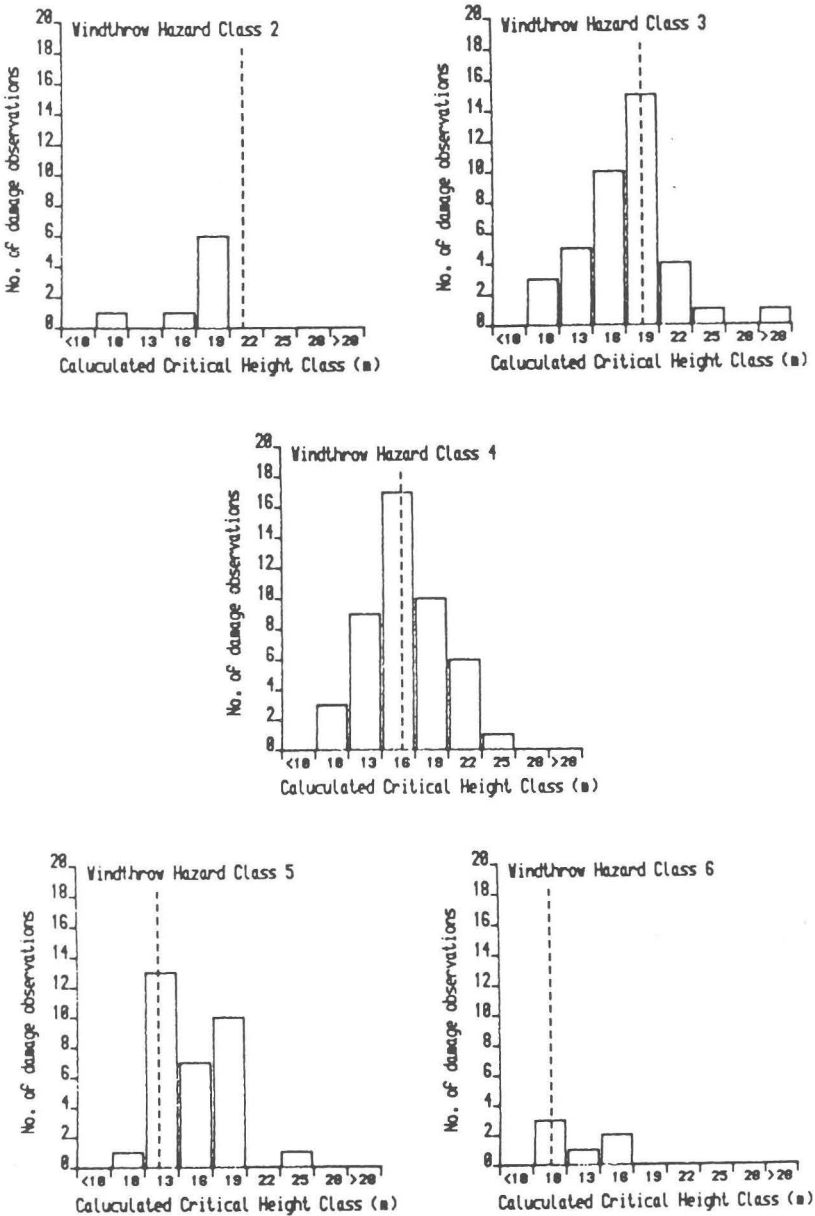 Windthrow Hazard Class 2
20
18
16
14
12
10
8
6
4
2
0
No. of damage observations
<10 10 13 16 19 22 25 28 >28
Caluculated Critical Height Class (m)
Windthrow Hazard Class 3
20
18
16
14
12
10
8
6
4
2
0
No. of damage observations
<10 10 13 16 19 22 25 28 >28
Caluculated Critical Height Class (m)
Windthrow Hazard Class 4
20
18
16
14
12
10
8
6
4
2
0
No. of damage observations
<10 10 13 16 19 22 25 28 >28
Caluculated Critical Height Class (m)
Windthrow Hazard Class 5
20
18
16
14
12
10
8
6
4
2
0
No. of damage observations
<10 10 13 16 19 22 25 28 >28
Caluculated Critical Height Class (m)
Windthrow Hazard Class 6
20
18
16
14
12
10
8
6
4
2
0
No. of damage observations
<10 10 13 16 19 22 25 28 >28
Caluculated Critical Height Class (m)